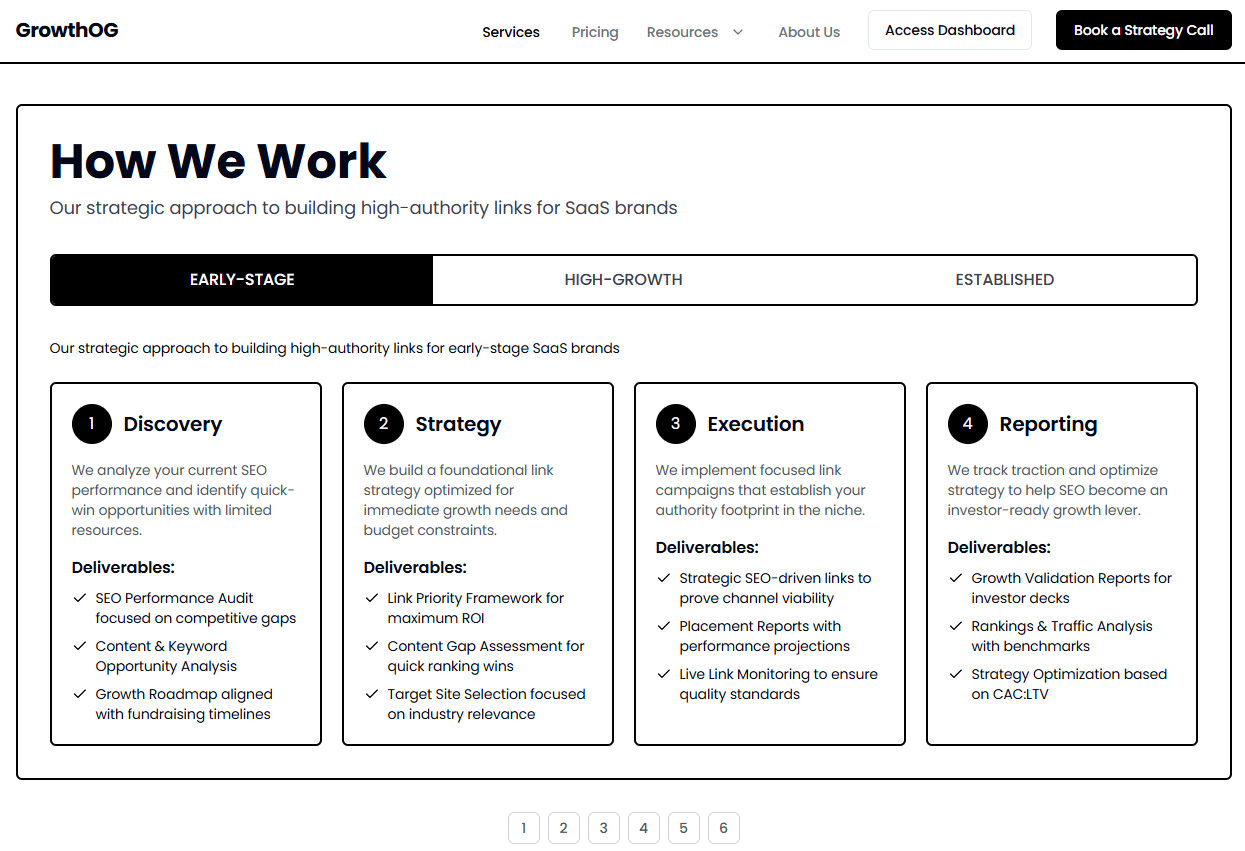 GrowthOG
Services
Pricing
Resources
About Us
Access Dashboard
Book a Strategy Call
How We Work
Our strategic approach to building high-authority links for SaaS brands
EARLY-STAGE
HIGH-GROWTH
ESTABLISHED
Our strategic approach to building high-authority links for early-stage SaaS brands
1
Discovery
We analyze your current SEO
performance and identify quick-
win opportunities with limited
resources.
Deliverables:
SEO Performance Audit
focused on competitive gaps
Content & Keyword
Opportunity Analysis
Growth Roadmap aligned
with fundraising timelines
2
Strategy
We build a foundational link
strategy optimized for
immediate growth needs and
budget constraints.
Deliverables:
Link Priority Framework for
maximum ROI
Content Gap Assessment for
quick ranking wins
Target Site Selection focused
on industry relevance
3
Execution
We implement focused link
campaigns that establish your
authority footprint in the niche.
Deliverables:
Strategic SEO-driven links to
prove channel viability
Placement Reports with
performance projections
Live Link Monitoring to ensure
quality standards
4
Reporting
We track traction and optimize
strategy to help SEO become an
investor-ready growth lever.
Deliverables:
Growth Validation Reports for
investor decks
Rankings & Traffic Analysis
with benchmarks
Strategy Optimization based
on CAC:LTV
1
2
3
4
5
6